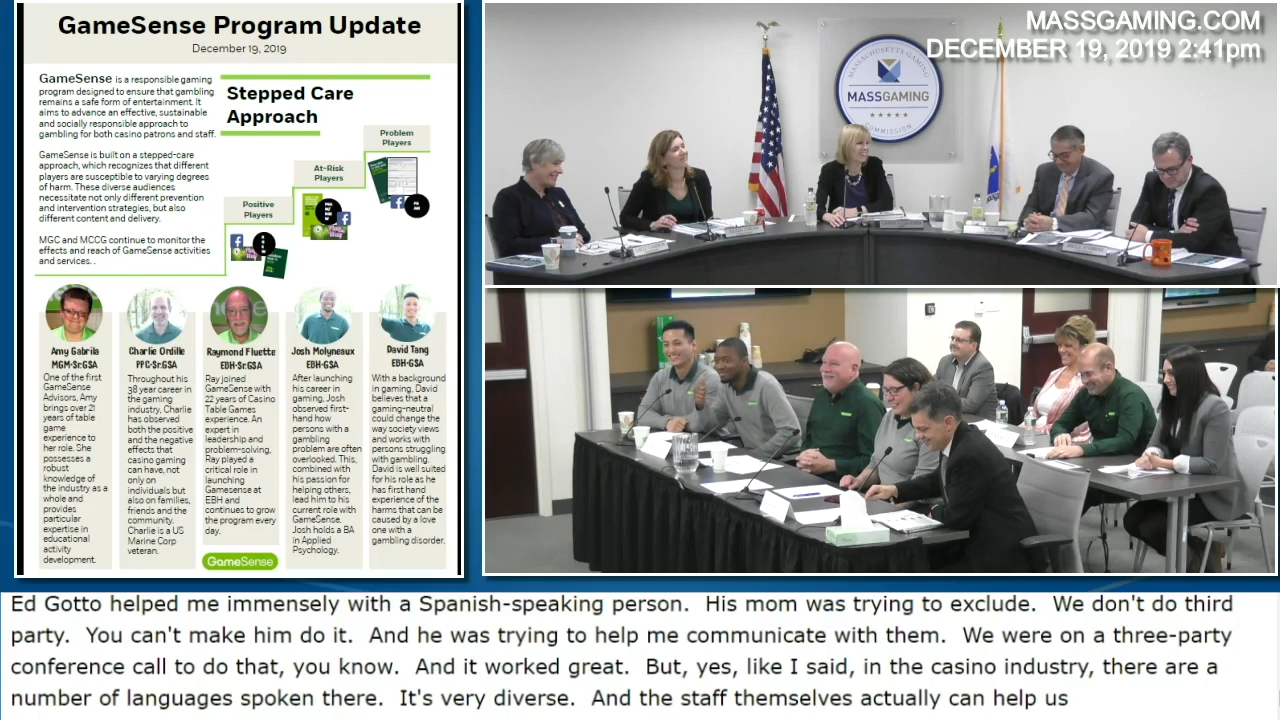 GameSense Program Update
December 19, 2019
GameSense is a responsible gaming
program designed to ensure that gambling
remains a safe form of entertainment. It
aims to advance an effective, sustainable
and socially responsible approach to
gambling for both casino patrons and staff.
GameSense is built on a stepped-care
approach, which recognizes that different
players are susceptible to varying degrees
of harm. These diverse audiences
necessitate not only different prevention
and intervention strategies, but also
different content and delivery.
MGC and MCCG continue to monitor the
effects and reach of GameSense activities
and services. .
Stepped Care
Approach
Problem
Players
At-Risk
Players
Positive
Players
Amy Gabrila
MGM-Sr.GSA
One of the first
GameSense
Advisors, Amy
brings over 21
years of table
game
experience to
her role. She
possesses a
robust
knowledge of
the industry as a
whole and
provides
particular
expertise in
educational
activity
development.
Charlie Ordille
PPC-Sr.GSA
Throughout his
38 year career in
the gaming
industry, Charlie
has observed
both the positive
and the negative
effects that
casino gaming
can have, not
only on
individuals but
also on families,
friends and the
community.
Charlie is a US
Marine Corp
veteran.
Raymond Fluette
EBH-Sr.GSA
Ray joined
GameSense with
22 years of Casino
Table Games
Experience. An
expert in
leadership and
problem-solving,
Ray played a
critical role in
launching
Gamesense at
EBH and
continues to grow
the program every
day.
GameSense
Josh Molyneaux
EBH-GSA
After launching
his career in
gaming, Josh
observed first-
hand how
persons with a
gambling
problem are often
overlooked. This,
combined with
his passion for
helping others,
lead him to his
current role with
GameSense.
Josh holds a BA
in Applied
Psychology.
David Tang
EBH-GSA
With a background
in gaming, David
believes that a
gaming-neutral
could change the
way society views
and works with
persons struggling
with gambling.
David is well suited
for his role as he
has first hand
experience of the
harms that can be
caused by a love
one with a
gambling disorder.
MASSGAMING.COM
DECEMBER 19, 2019 2:41pm
MASSACHUSETTS GAMING
MASSGAMING
COMMISSION
Ed Gotto helped me immensely with a Spanish-speaking person.  His mom was trying to exclude.  We don't do third
party.  You can't make him do it.  And he was trying to help me communicate with them.  We were on a three-party
conference call to do that, you know.  And it worked great.  But, yes, like I said, in the casino industry, there are a
number of languages spoken there.  It's very diverse.  And the staff themselves actually can help us